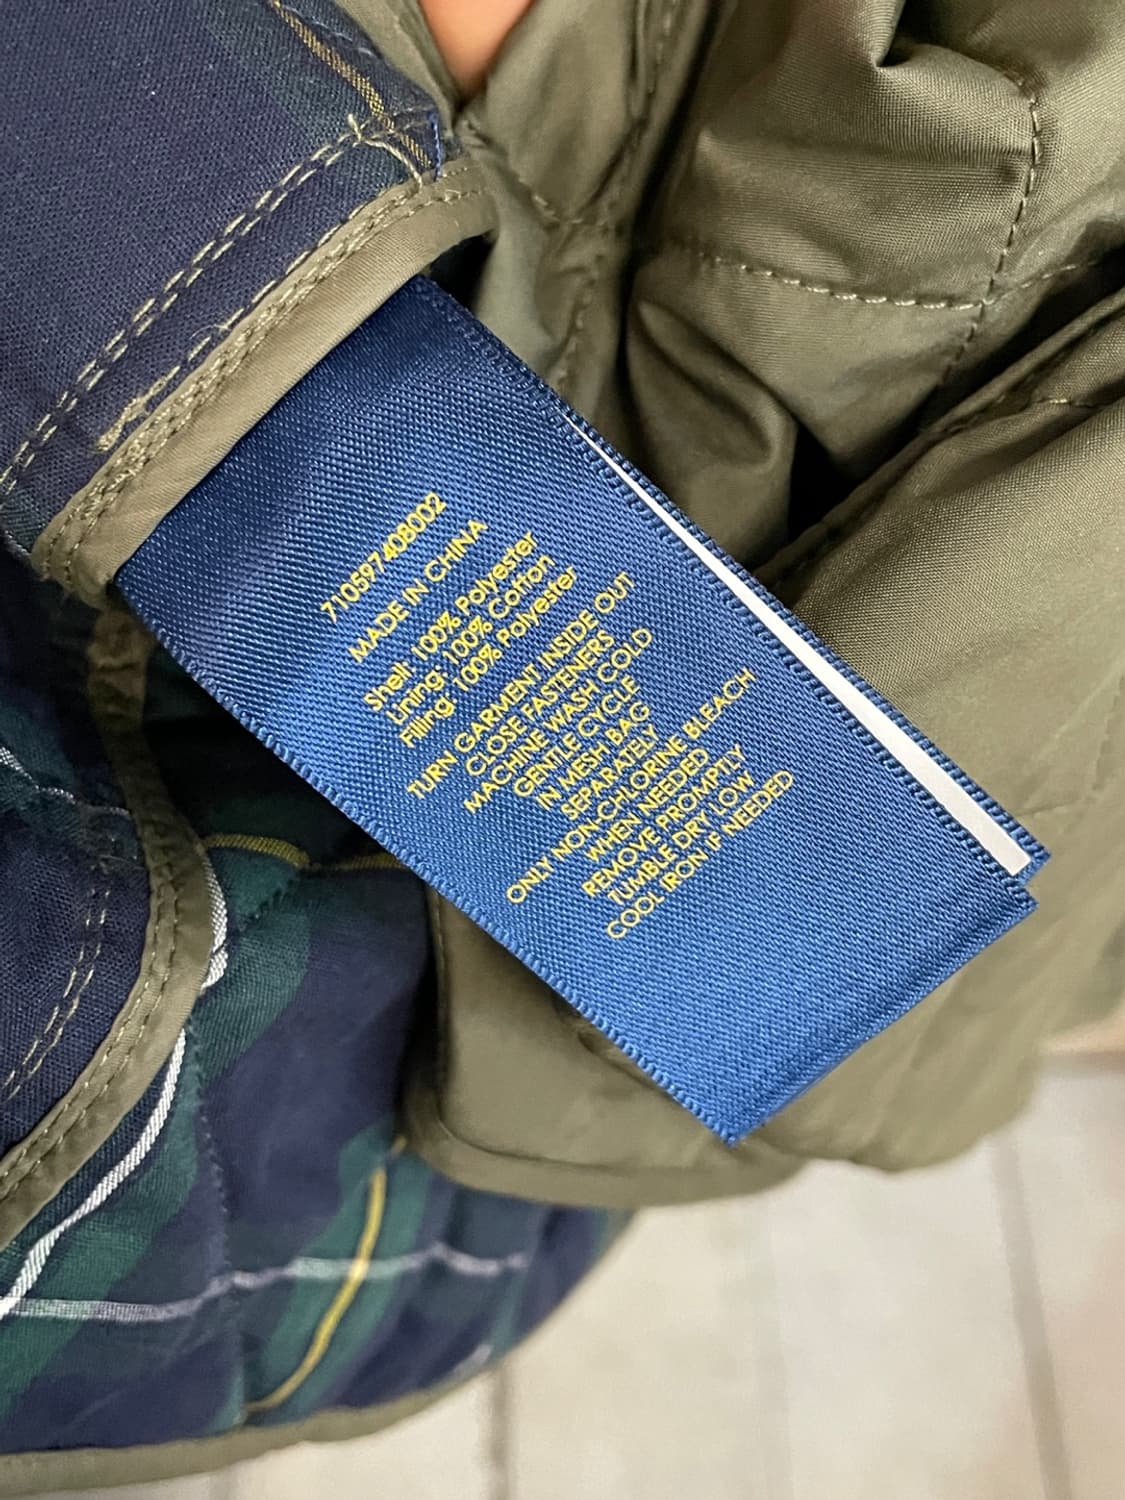 710597408002
MADE IN CHINA
Shell: 100% Polyester
Lining: 100% Cotton
Filling: 100% Polyester
TURN GARMENT INSIDE OUT
CLOSE FASTENERS
MACHINE WASH COLD
GENTLE CYCLE
IN MESH BAG
SEPARATELY
ONLY NON-CHLORINE BLEACH
WHEN NEEDED
REMOVE PROMPTLY
TUMBLE DRY LOW
COOL IRON IF NEEDED